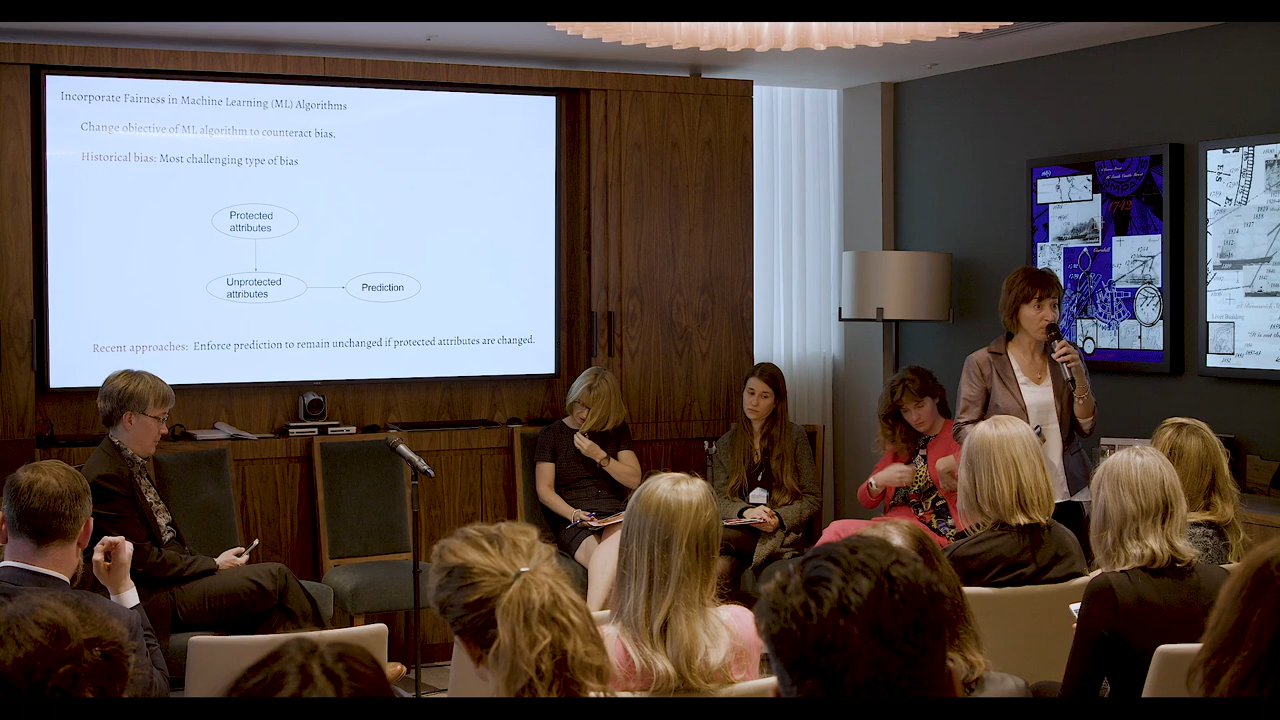 Incorporate Fairness in Machine Learning (ML) Algorithms
Change objective of ML algorithm to counteract bias.
Historical bias: Most challenging type of bias
Protected
attributes
Unprotected
attributes
Prediction
Recent approaches: Enforce prediction to remain unchanged if protected attributes are changed.
1742